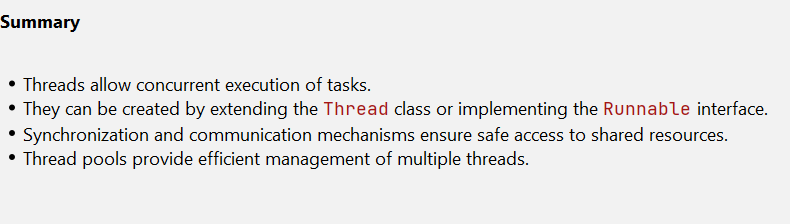 Summary
• Threads allow concurrent execution of tasks.
• They can be created by extending the Thread class or implementing the Runnable interface.
• Synchronization and communication mechanisms ensure safe access to shared resources.
• Thread pools provide efficient management of multiple threads.